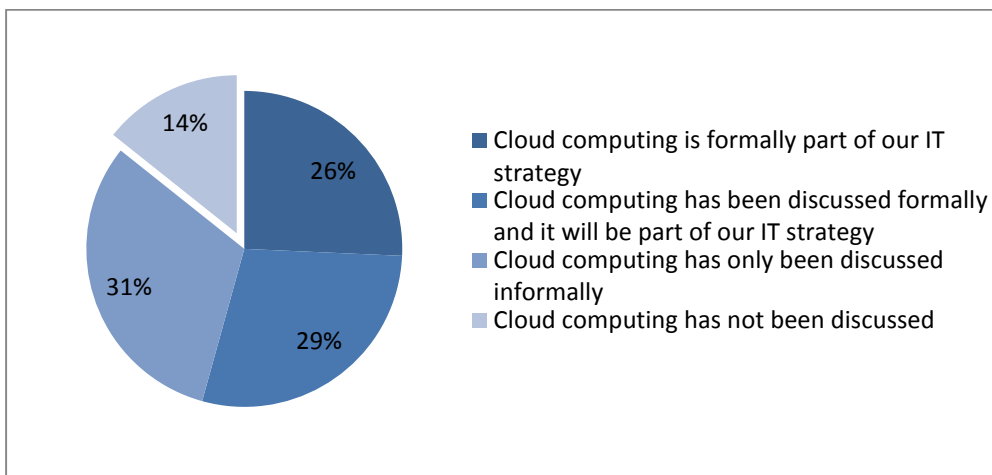 14%
26%
31%
29%
Cloud computing is formally part of our IT
strategy
Cloud computing has been discussed formally
and it will be part of our IT strategy
Cloud computing has only been discussed
informally
Cloud computing has not been discussed